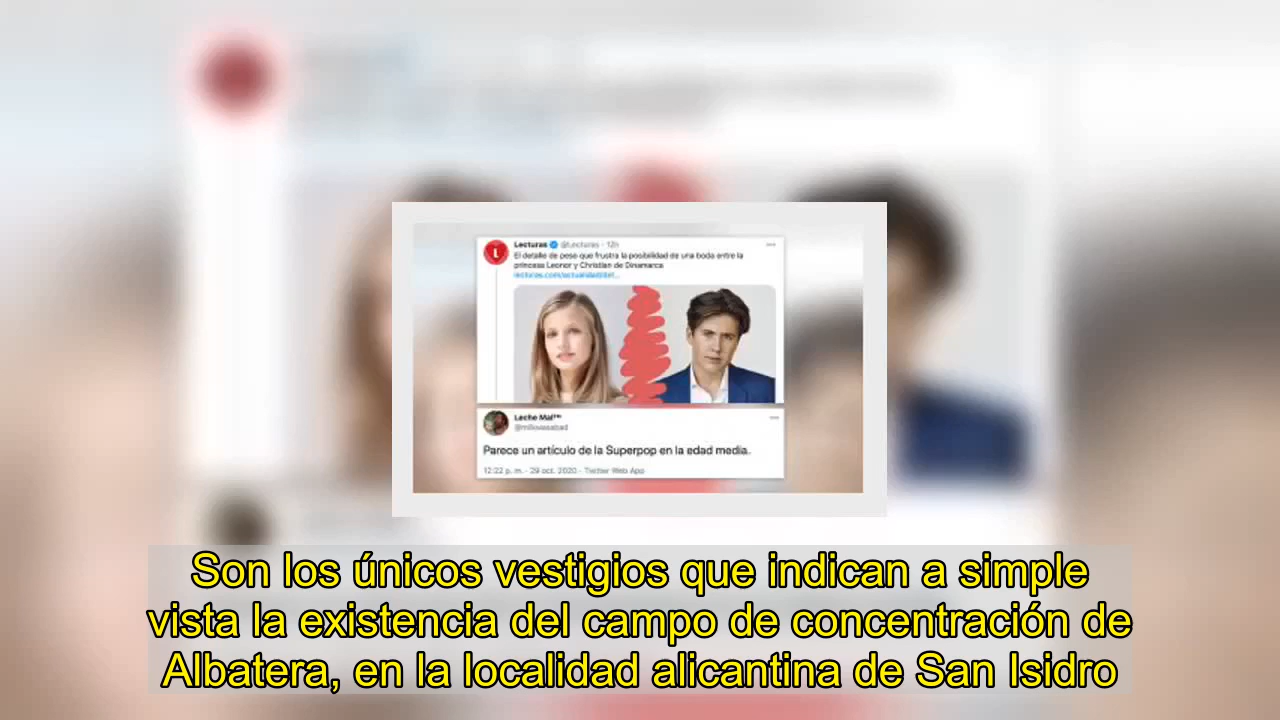 Lecturas @Lecturas · 12h
El detalle de peso que frustra la posibilidad de una boda entre la
princesa Leonor y Christian de Dinamarca
L
Leche Mal™
Parece un artículo de la Superpop en la edad media.
12:22 p. m. · 29 oct. 2020 · Twitter Web App
Son los únicos vestigios que indican a simple
vista la existencia del campo de concentración de
Albatera, en la localidad alicantina de San Isidro